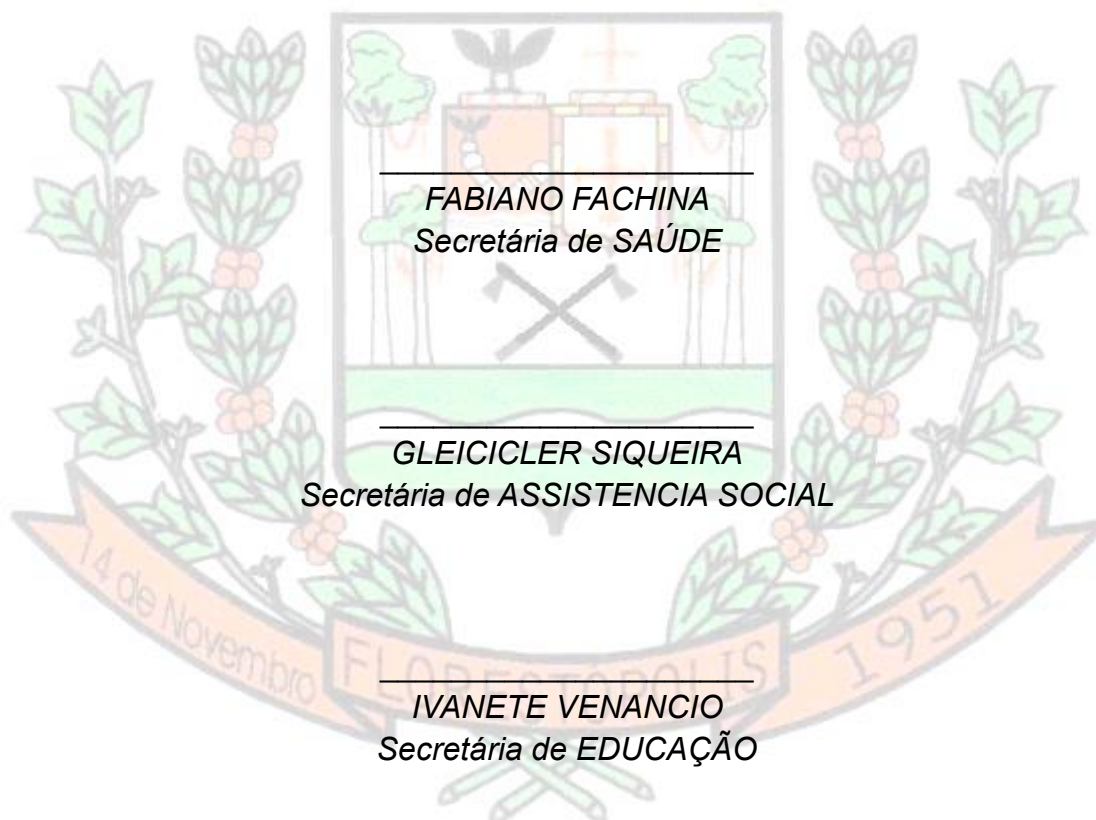 FABIANO FACHINA
Secretária de SAÚDE
GLEICICLER SIQUEIRA
Secretária de ASSISTENCIA SOCIAL
14 de Novembro
FLORESTÓPOLIS
1951
IVANETE VENANCIO
Secretária de EDUCAÇÃO